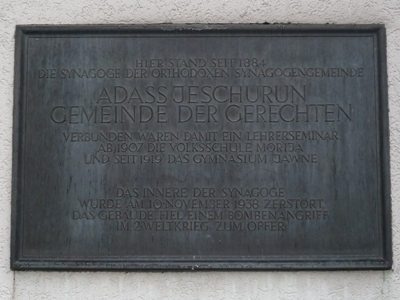 HIER STAND SEIT 1884
DIE SYNAGOGE DER ORTHODOXEN SYNAGOGENGEMEINDE
ADASS JESCHURUN
GEMEINDE DER GERECHTEN
VERBUNDEN WAREN DAMIT EIN LEHRERSEMINAR,
AB 1907 DIE VOLKSSCHULE MORIJA
UND SEIT 1919 DAS GYMNASIUM JAWNE
DAS INNERE DER SYNAGOGE
WURDE AM 10 NOVEMBER 1938 ZERSTÖRT.
DAS GEBÄUDE FIEL EINEM BOMBENANGRIFF
IM 2. WELTKRIEG ZUM OPFER